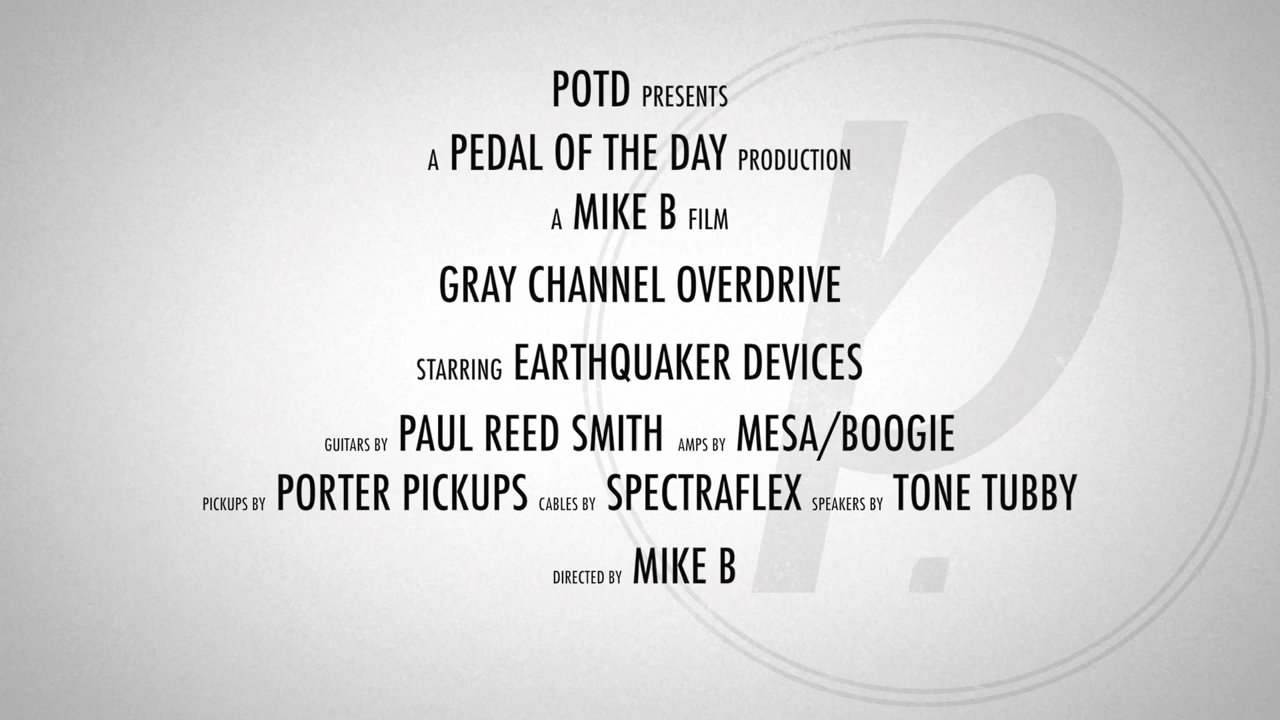 POTD PRESENTS
A PEDAL OF THE DAY PRODUCTION
A MIKE B FILM
GRAY CHANNEL OVERDRIVE
STARRING EARTHQUAKER DEVICES
GUITARS BY PAUL REED SMITH AMPS BY MESA/BOOGIE
PICKUPS BY PORTER PICKUPS CABLES BY SPECTRAFLEX SPEAKERS BY TONE TUBBY
DIRECTED BY MIKE B
p.